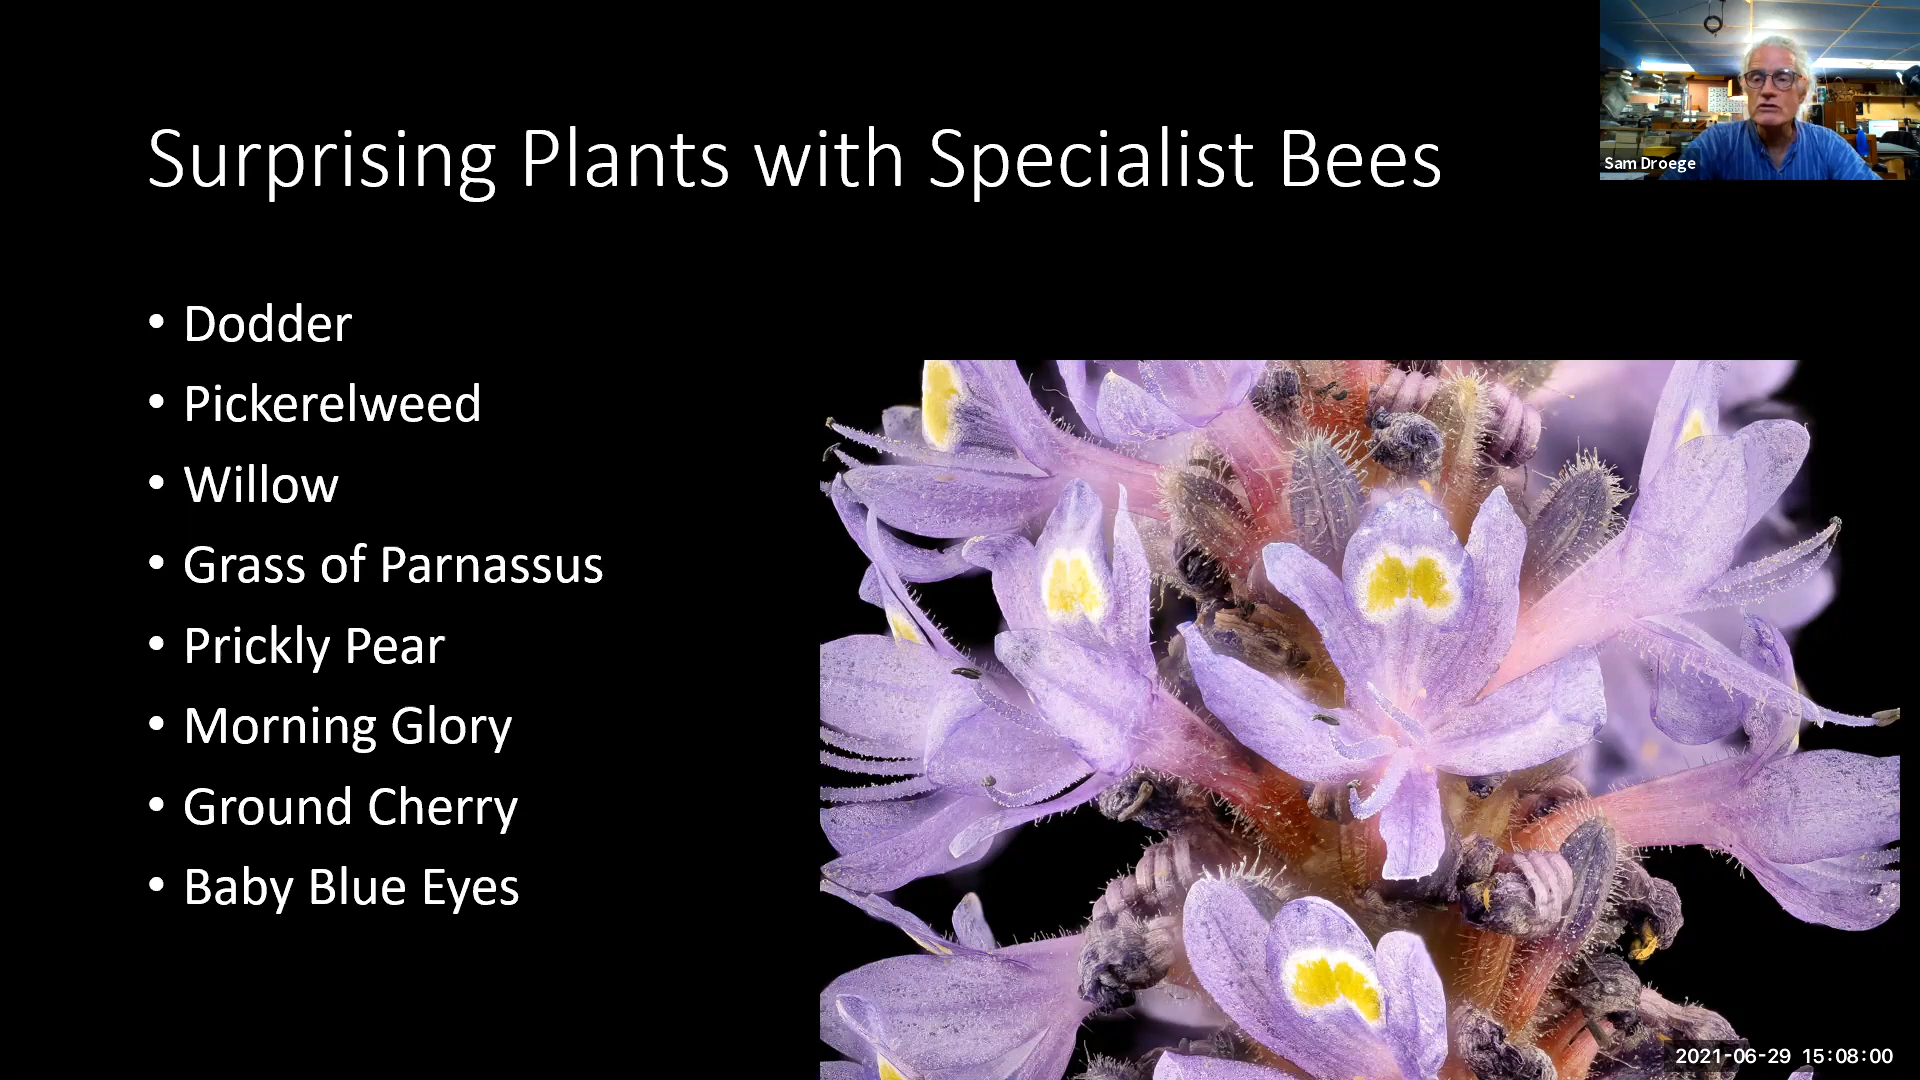 Surprising Plants with Specialist Bees
Sam Droege
• Dodder
• Pickerelweed
• Willow
• Grass of Parnassus
• Prickly Pear
• Morning Glory
• Ground Cherry
• Baby Blue Eyes
2021-06-29 15:08:00